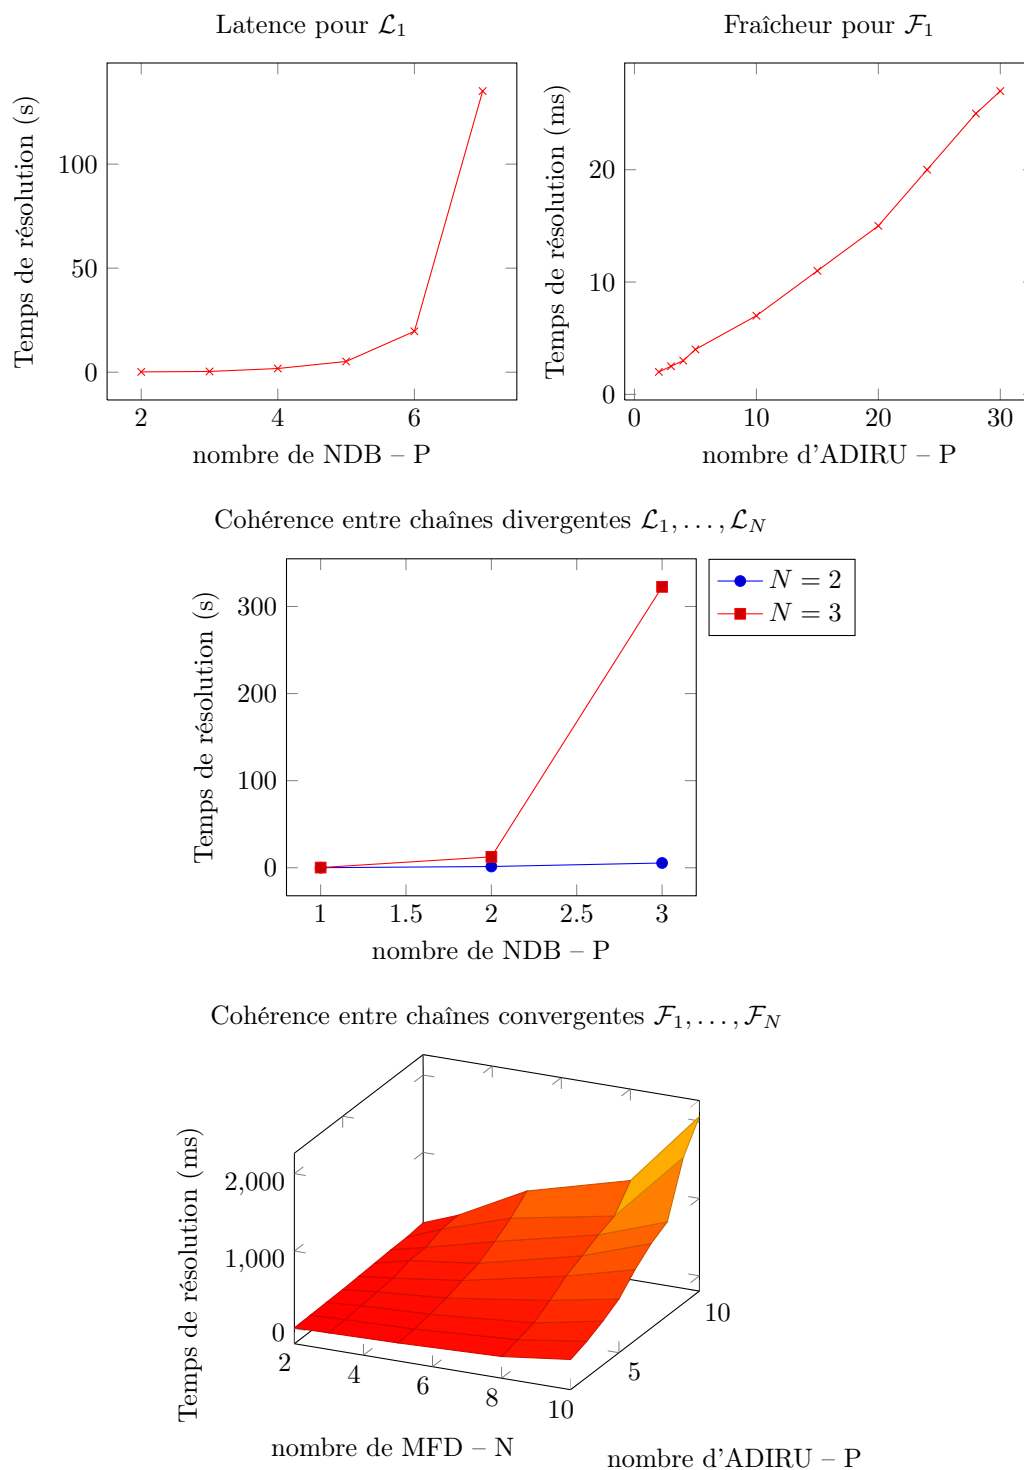 Latence pour ℒ₁
Temps de résolution (s)
100
50
0
2
4
6
nombre de NDB – P
Fraîcheur pour ℱ₁
Temps de résolution (ms)
20
10
0
0
10
20
30
nombre d'ADIRU – P
Cohérence entre chaînes divergentes ℒ₁, . . . , ℒ_N
Temps de résolution (s)
300
200
100
0
1
1.5
2
2.5
3
nombre de NDB – P
N = 2
N = 3
Cohérence entre chaînes convergentes ℱ₁, . . . , ℱ_N
Temps de résolution (ms)
2,000
1,000
0
2
4
6
8
10
nombre de MFD – N
5
10
nombre d'ADIRU – P